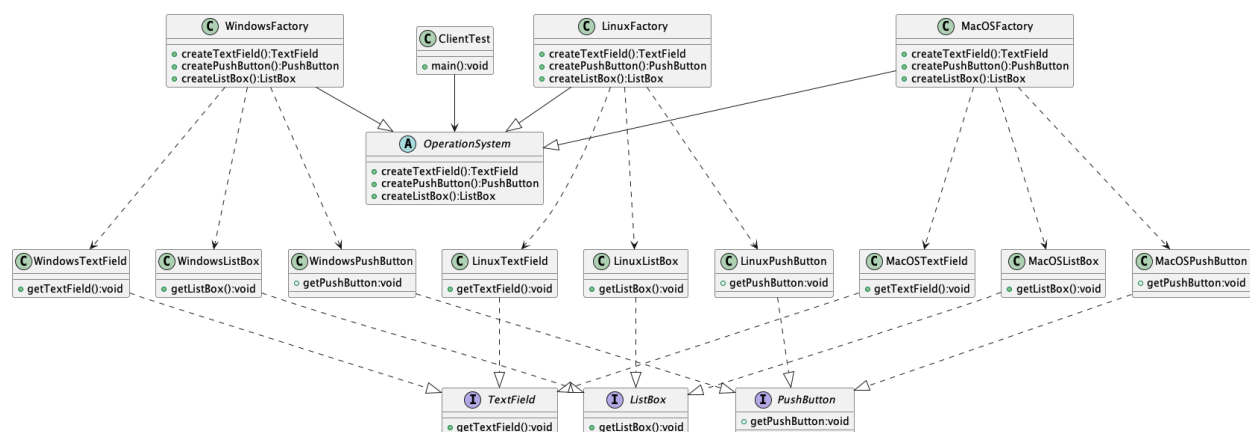 C WindowsFactory
createTextField():TextField
createPushButton():PushButton
createListBox():ListBox
C ClientTest
main():void
C LinuxFactory
createTextField():TextField
createPushButton():PushButton
createListBox():ListBox
C MacOSFactory
createTextField():TextField
createPushButton():PushButton
createListBox():ListBox
A OperationSystem
createTextField():TextField
createPushButton():PushButton
createListBox():ListBox
C WindowsTextField
getTextField():void
C WindowsListBox
getListBox():void
C WindowsPushButton
getPushButton:void
C LinuxTextField
getTextField():void
C LinuxListBox
getListBox():void
C LinuxPushButton
getPushButton:void
C MacOSTextField
getTextField():void
C MacOSListBox
getListBox():void
C MacOSPushButton
getPushButton:void
I TextField
getTextField():void
I ListBox
getListBox():void
I PushButton
getPushButton:void